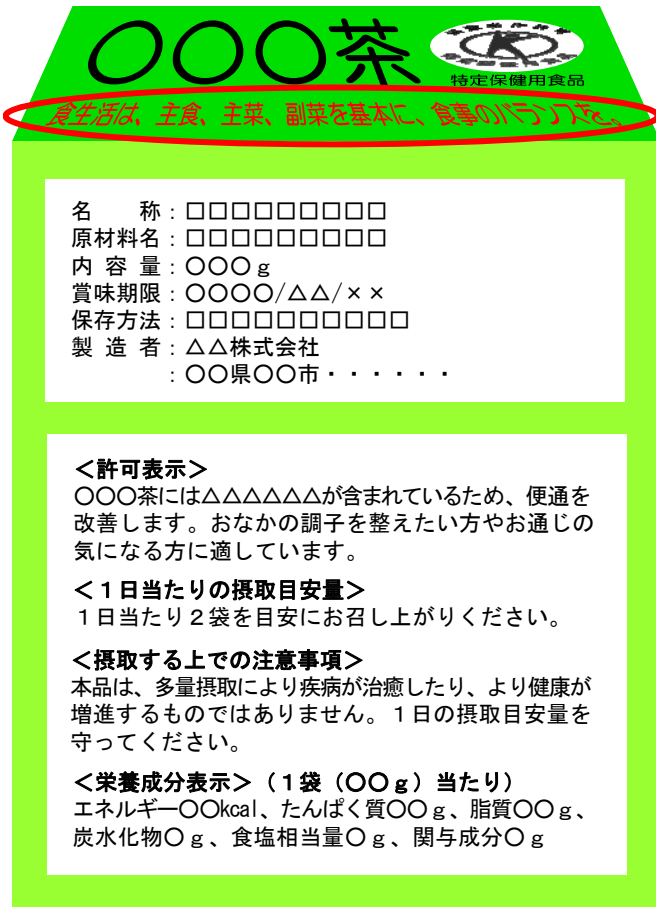 〇〇〇茶
特定保健用食品
食生活は、主食、主菜、副菜を基本に、食事のバランスを。
名　　称：□□□□□□□□□
原材料名：□□□□□□□□□
内 容 量：〇〇〇ｇ
賞味期限：〇〇〇〇/△△/××
保存方法：□□□□□□□□□□
製 造 者：△△株式会社
：〇〇県〇〇市・・・・・・
＜許可表示＞
〇〇〇茶には△△△△△△が含まれているため、便通を
改善します。おなかの調子を整えたい方やお通じの
気になる方に適しています。
＜１日当たりの摂取目安量＞
１日当たり２袋を目安にお召し上がりください。
＜摂取する上での注意事項＞
本品は、多量摂取により疾病が治癒したり、より健康が
増進するものではありません。１日の摂取目安量を
守ってください。
＜栄養成分表示＞（１袋（〇〇ｇ）当たり）
エネルギー〇〇kcal、たんぱく質〇〇ｇ、脂質〇〇ｇ、
炭水化物〇ｇ、食塩相当量〇ｇ、関与成分〇ｇ